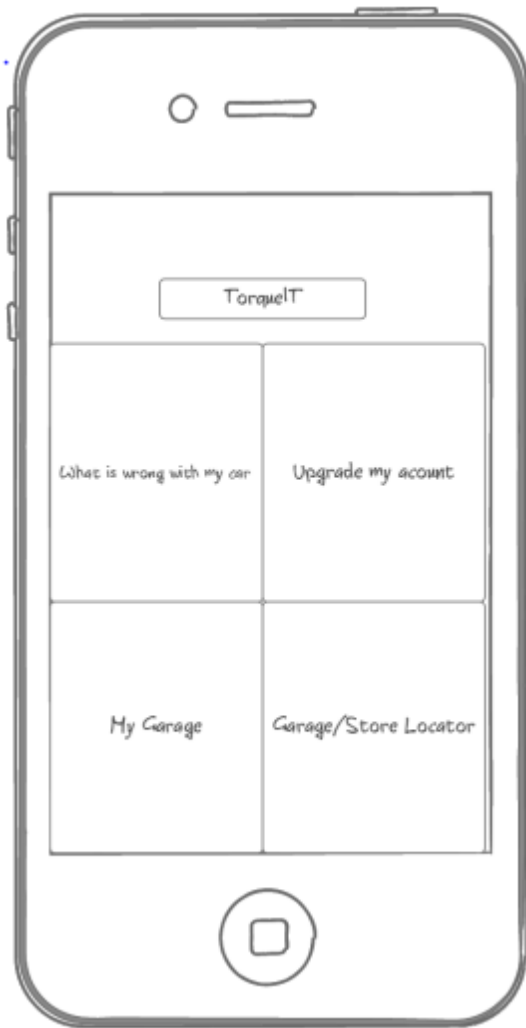 TorqueIT
What is wrong with my car
Upgrade my acount
My Garage
Garage/Store Locator